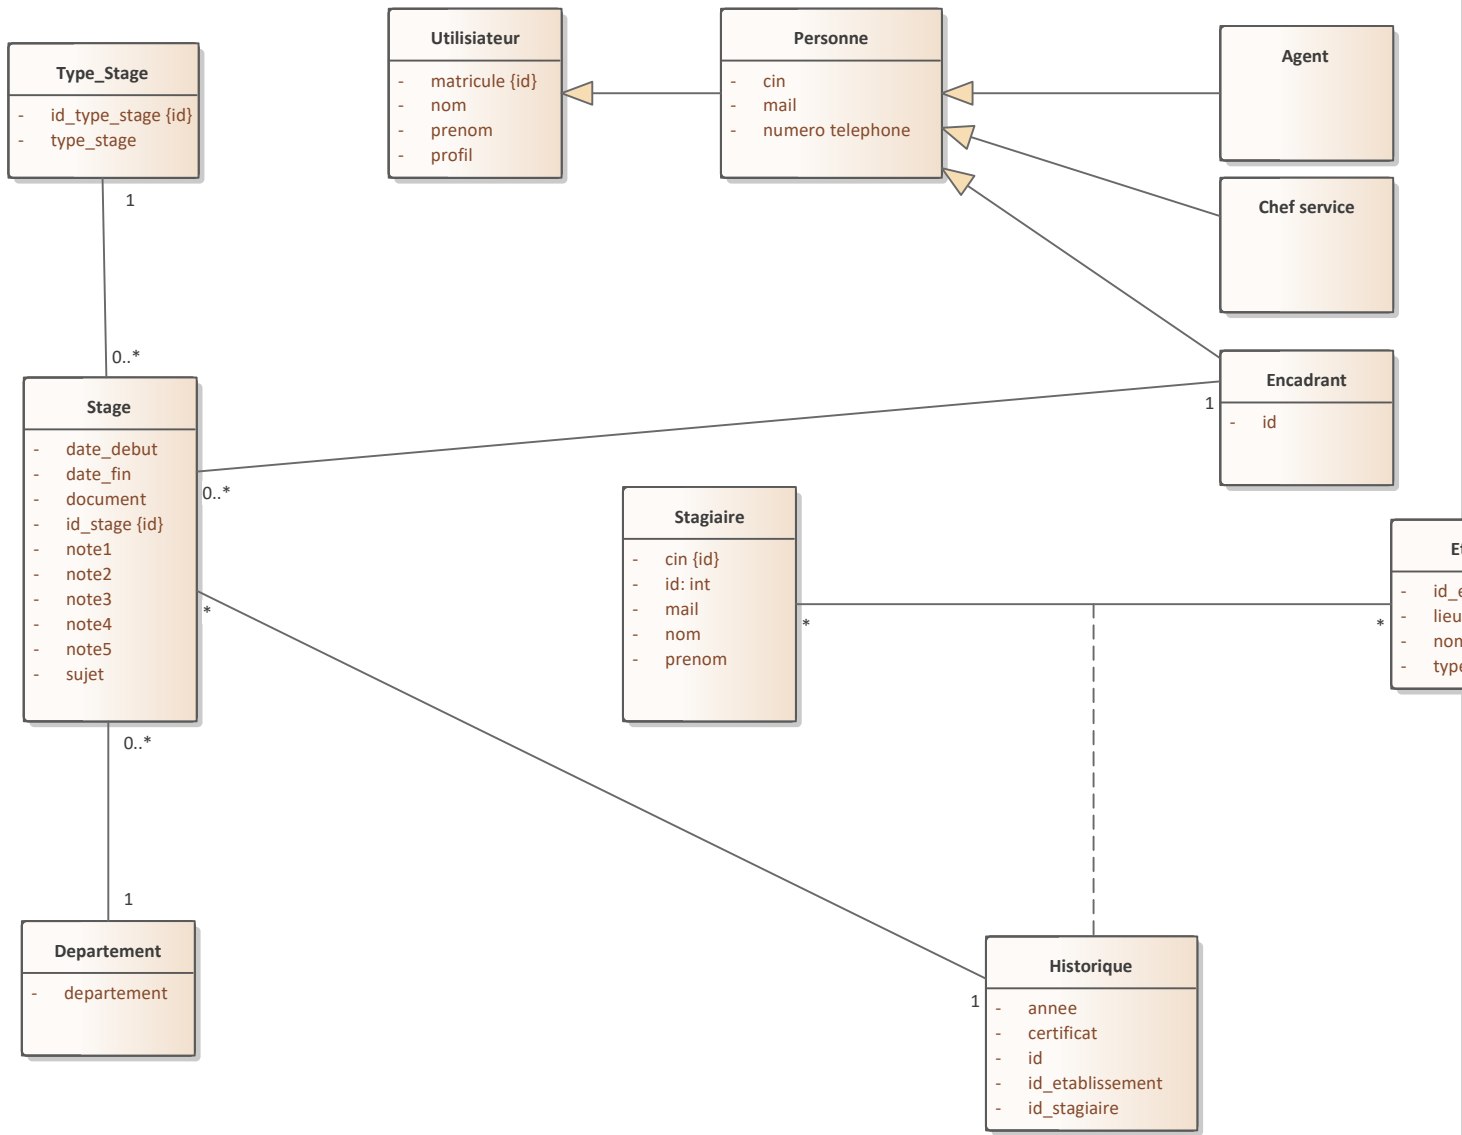 Type_Stage
- id_type_stage {id}
- type_stage
1
0..*
Utilisiateur
- matricule {id}
- nom
- prenom
- profil
Personne
- cin
- mail
- numero telephone
Agent
Chef service
Encadrant
- id
1
0..*
Stage
- date_debut
- date_fin
- document
- id_stage {id}
- note1
- note2
- note3
- note4
- note5
- sujet
*
0..*
1
Stagiaire
- cin {id}
- id: int
- mail
- nom
- prenom
*
*
- lieu
Departement
- departement
Historique
- annee
- certificat
- id
- id_etablissement
- id_stagiaire
1